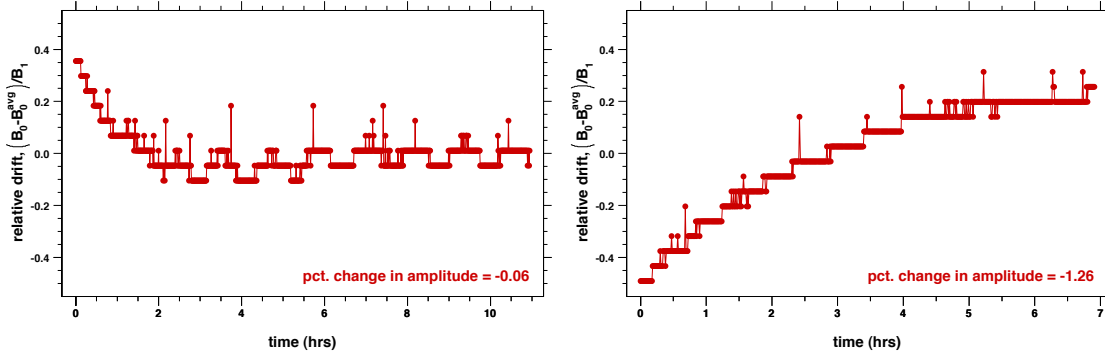 relative drift, (B0-B0avg)/B1
0.4
0.2
0.0
-0.2
-0.4
pct. change in amplitude = -0.06
0 2 4 6 8 10
time (hrs)
relative drift, (B0-B0avg)/B1
0.4
0.2
0.0
-0.2
-0.4
pct. change in amplitude = -1.26
0 1 2 3 4 5 6 7
time (hrs)